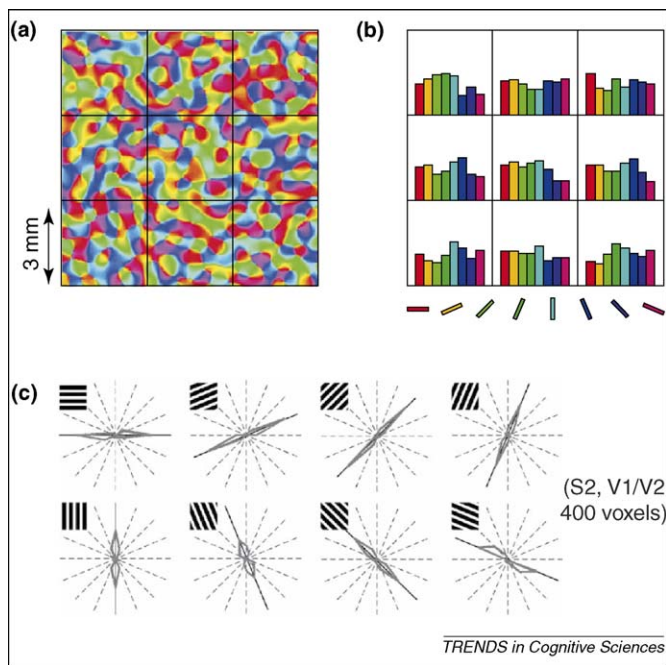 (a)
(b)
3 mm
(c)
(S2, V1/V2
400 voxels)
TRENDS in Cognitive Sciences